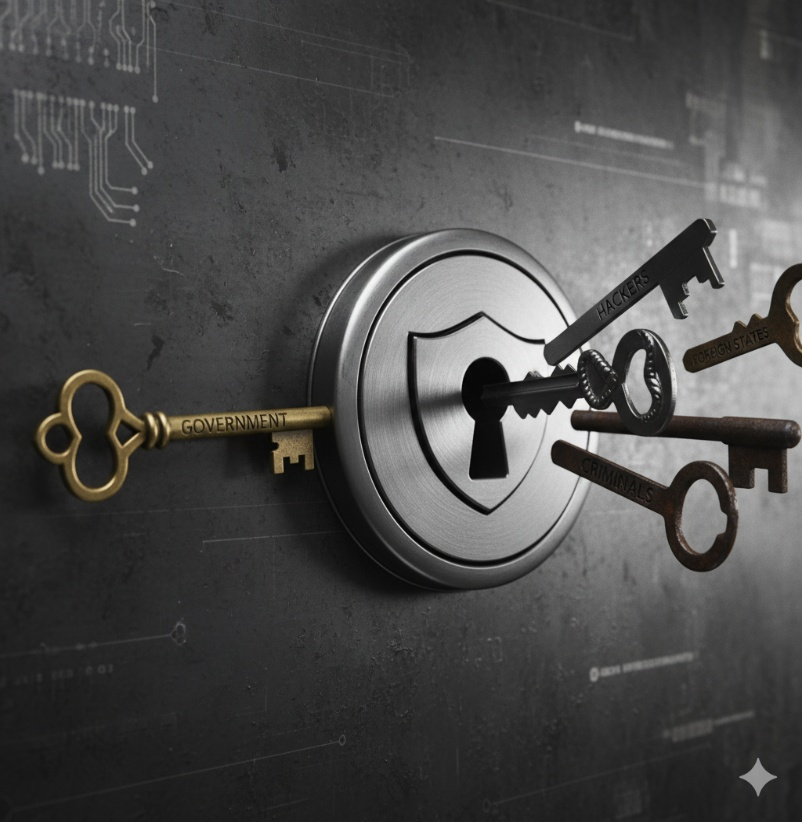 GOVERNMENT
HACKERS
FOREIGN STATES
CRIMINALS